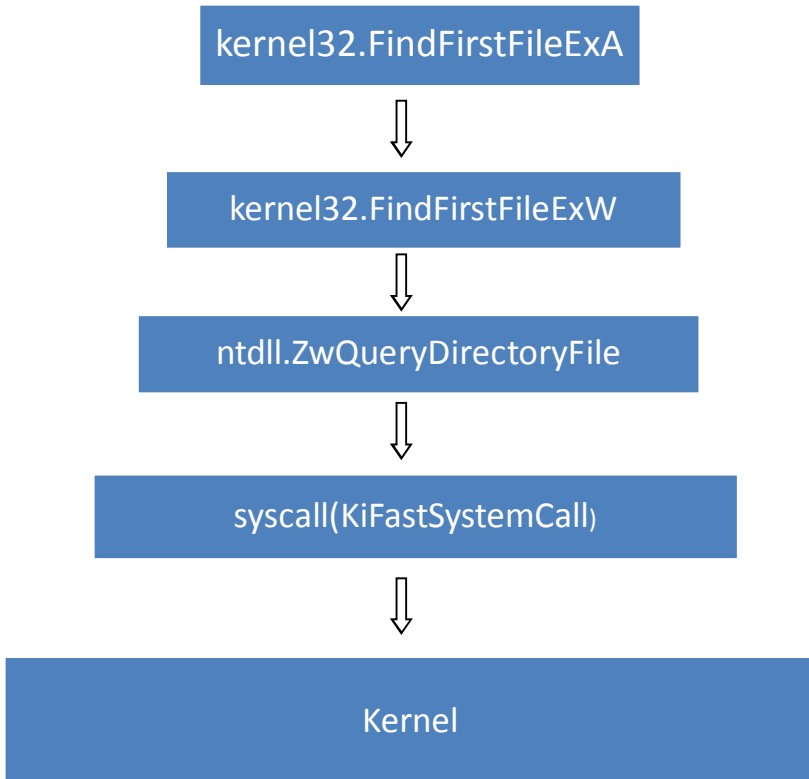 kernel32.FindFirstFileExA
kernel32.FindFirstFileExW
ntdll.ZwQueryDirectoryFile
syscall(KiFastSystemCall)
Kernel